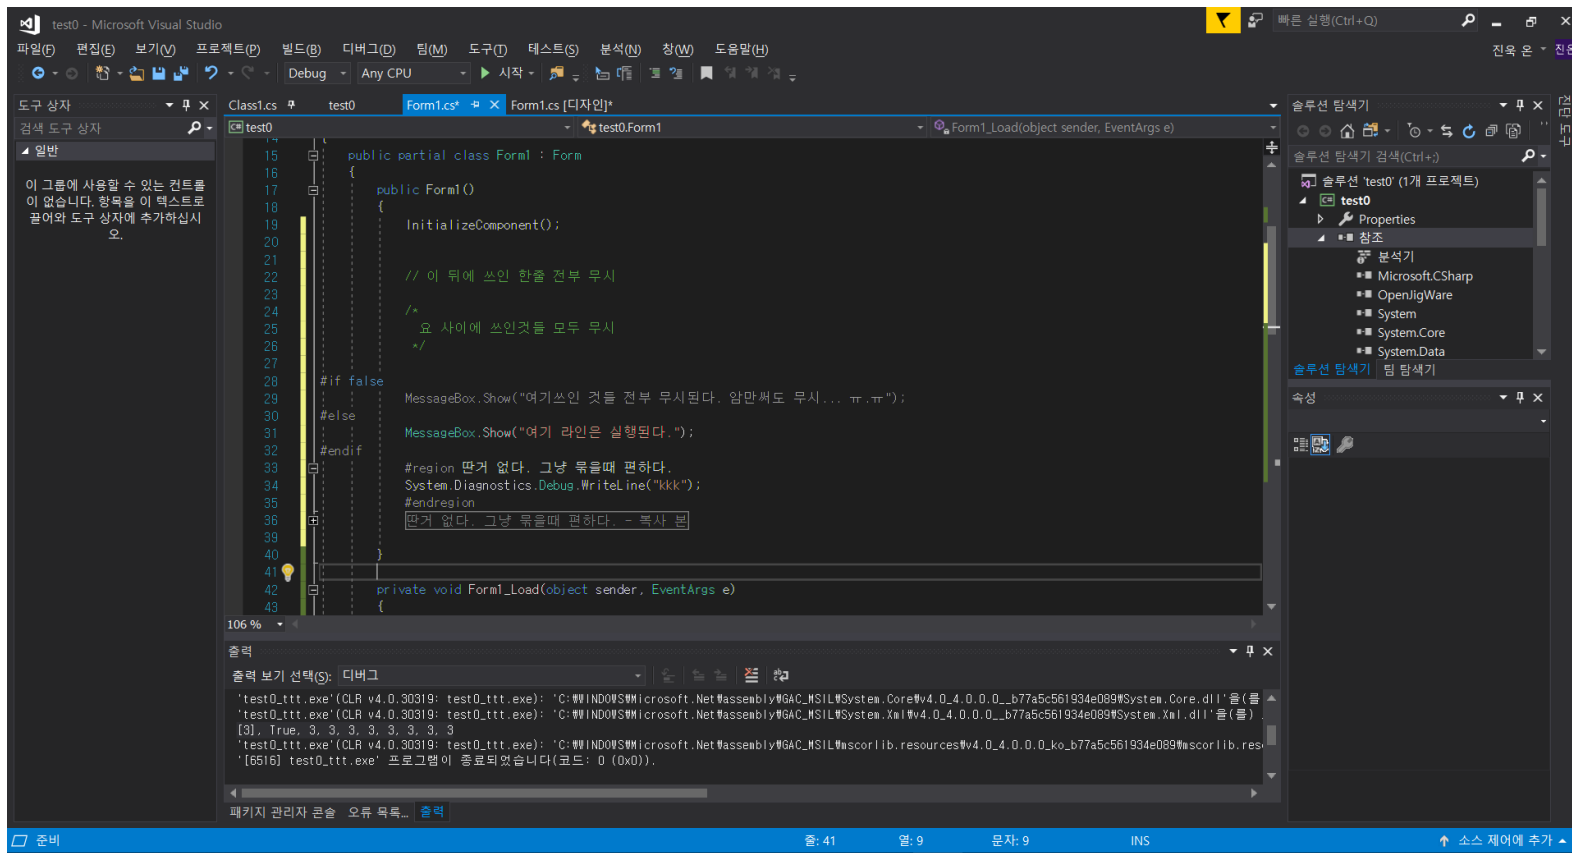 test0 - Microsoft Visual Studio
빠른 실행(Ctrl+Q)
파일(F) 편집(E) 보기(V) 프로젝트(P) 빌드(B) 디버그(D) 팀(M) 도구(T) 테스트(S) 분석(N) 창(W) 도움말(H)
진욱 온
Debug Any CPU 시작
도구 상자
검색 도구 상자
일반
이 그룹에 사용할 수 있는 컨트롤
이 없습니다. 항목을 이 텍스트로
끌어와 도구 상자에 추가하십시
오.
Class1.cs test0 Form1.cs* Form1.cs [디자인]*
test0 test0.Form1 Form1_Load(object sender, EventArgs e)
14 {
15 public partial class Form1 : Form
16 {
17 public Form1()
18 {
19 InitializeComponent();
20
21
22 // 이 뒤에 쓰인 한줄 전부 무시
23
24 /*
25 요 사이에 쓰인것들 모두 무시
26 */
27
28 #if false
29 MessageBox.Show("여기쓰인 것들 전부 무시된다. 암만써도 무시... ㅠ.ㅠ");
30 #else
31 MessageBox.Show("여기 라인은 실행된다.");
32 #endif
33 #region 딴거 없다. 그냥 묶을때 편하다.
34 System.Diagnostics.Debug.WriteLine("kkk");
35 #endregion
36 딴거 없다. 그냥 묶을때 편하다. - 복사 본
39
40 }
41
42 private void Form1_Load(object sender, EventArgs e)
43 {
106 %
출력
출력 보기 선택(S): 디버그
'test0_ttt.exe'(CLR v4.0.30319: test0_ttt.exe): 'C:₩WINDOWS₩Microsoft.Net₩assembly₩GAC_MSIL₩System.Core₩v4.0_4.0.0.0__b77a5c561934e089₩System.Core.dll'을(를
'test0_ttt.exe'(CLR v4.0.30319: test0_ttt.exe): 'C:₩WINDOWS₩Microsoft.Net₩assembly₩GAC_MSIL₩System.Xml₩v4.0_4.0.0.0__b77a5c561934e089₩System.Xml.dll'을(를)
[3], True, 3, 3, 3, 3, 3, 3, 3, 3
'test0_ttt.exe'(CLR v4.0.30319: test0_ttt.exe): 'C:₩WINDOWS₩Microsoft.Net₩assembly₩GAC_MSIL₩mscorlib.resources₩v4.0_4.0.0.0_ko_b77a5c561934e089₩mscorlib.res
'[6516] test0_ttt.exe' 프로그램이 종료되었습니다(코드: 0 (0x0)).
패키지 관리자 콘솔 오류 목록... 출력
솔루션 탐색기
솔루션 탐색기 검색(Ctrl+;)
솔루션 'test0' (1개 프로젝트)
test0
Properties
참조
분석기
Microsoft.CSharp
OpenJigWare
System
System.Core
System.Data
솔루션 탐색기 팀 탐색기
속성
진단 도구
준비 줄: 41 열: 9 문자: 9 INS 소스 제어에 추가